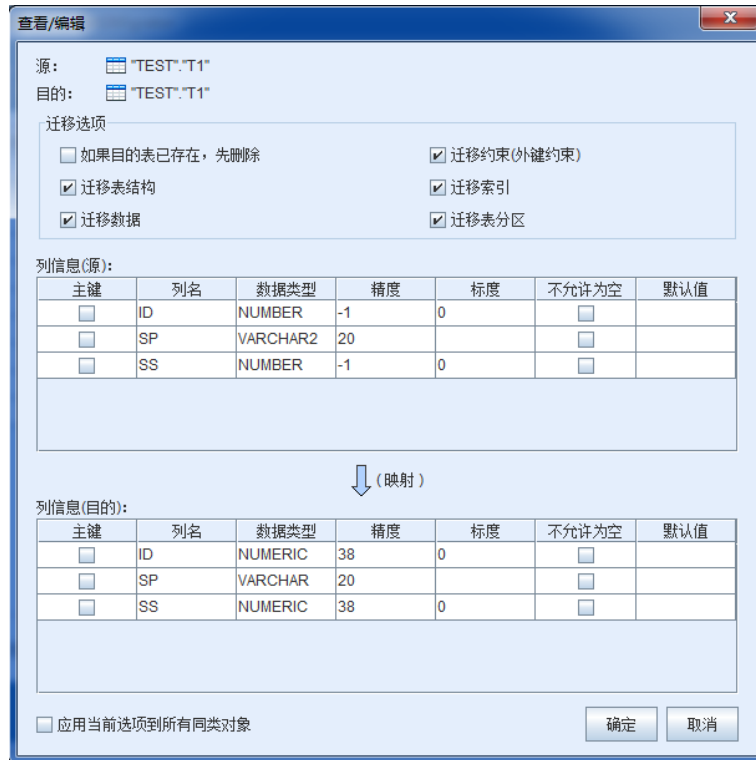 查看/编辑
源: "TEST"."T1"
目的: "TEST"."T1"
迁移选项
如果目的表已存在，先删除 迁移约束(外键约束)
迁移表结构 迁移索引
迁移数据 迁移表分区
列信息(源):
主键 列名 数据类型 精度 标度 不允许为空 默认值
ID NUMBER -1 0
SP VARCHAR2 20
SS NUMBER -1 0
(映射)
列信息(目的):
主键 列名 数据类型 精度 标度 不允许为空 默认值
ID NUMERIC 38 0
SP VARCHAR 20
SS NUMERIC 38 0
应用当前选项到所有同类对象 确定 取消